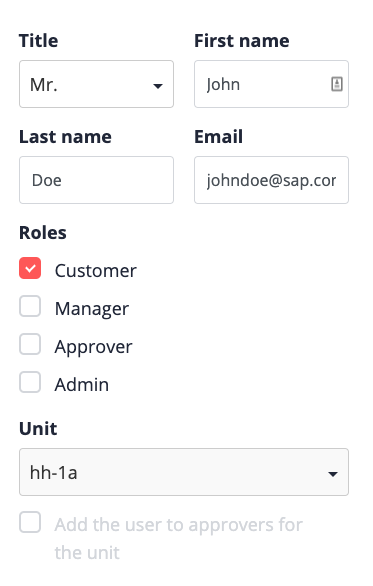 Title
First name
Mr.
John
Last name
Email
Doe
johndoe@sap.cor
Roles
Customer
Manager
Approver
Admin
Unit
hh-1a
Add the user to approvers for
the unit